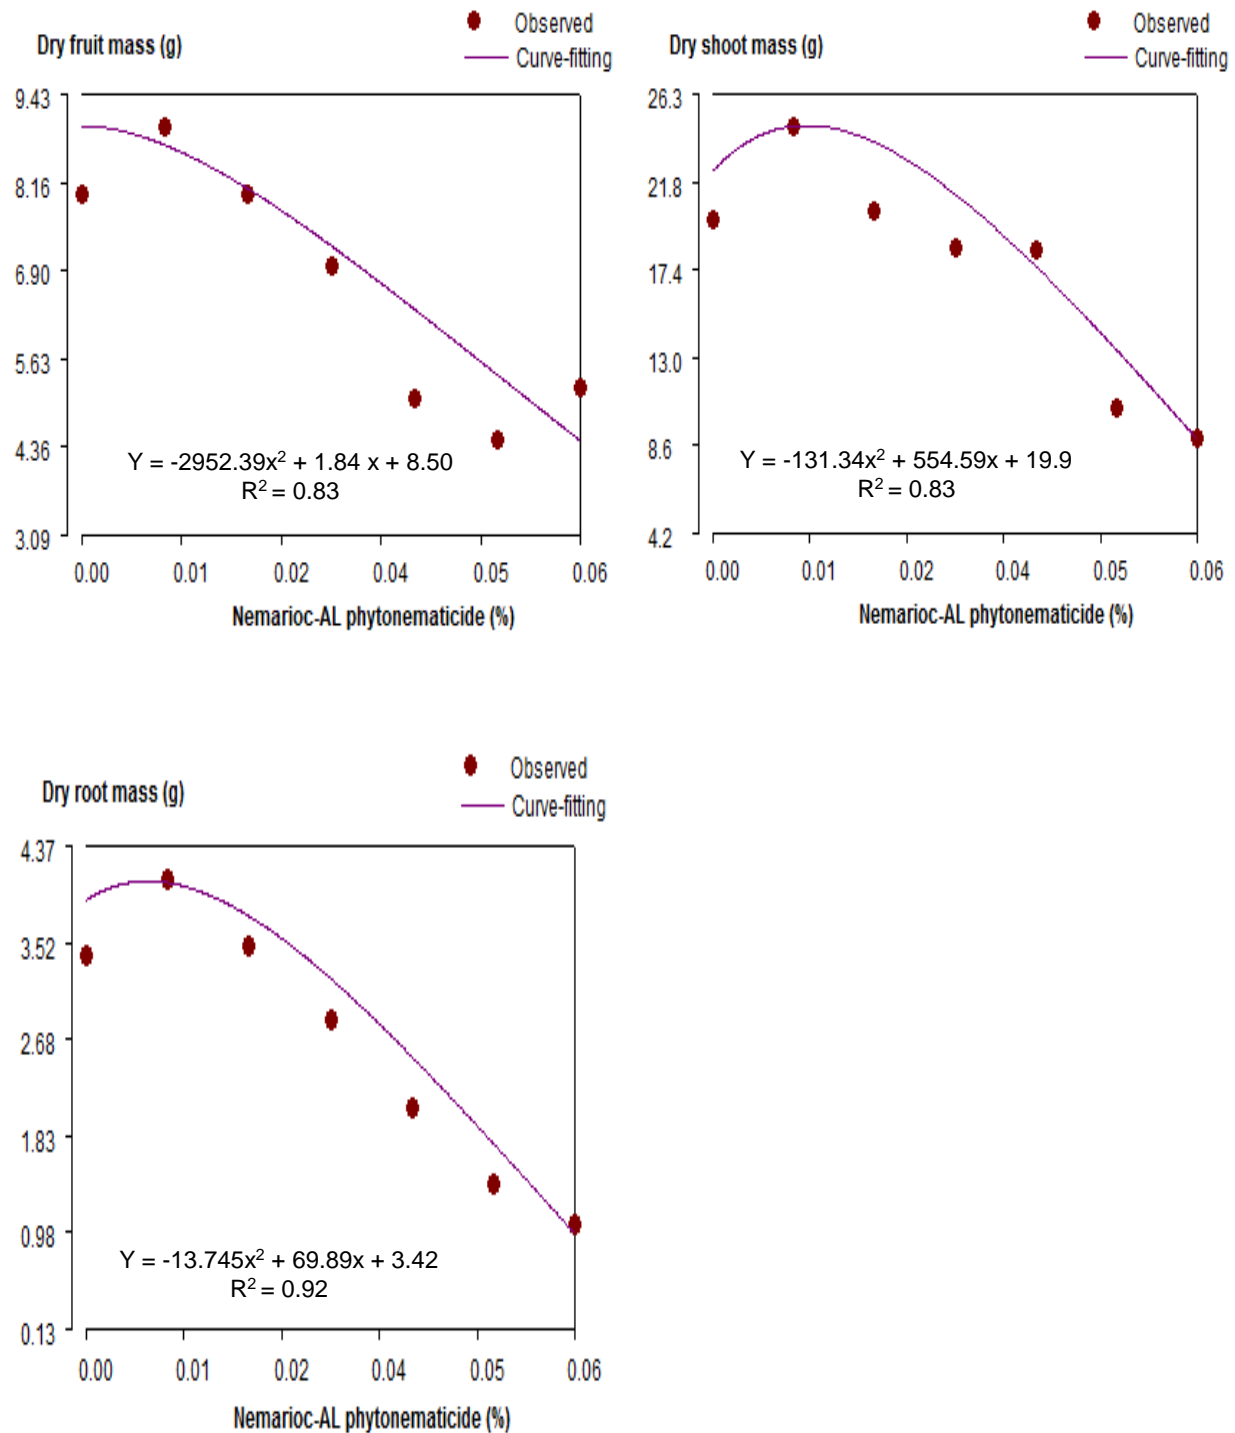 Observed
Dry fruit mass (g)
Curve-fitting
9.43
8.16
6.90
5.63
4.36
3.09
Y = -2952.39x² + 1.84 x + 8.50
R² = 0.83
0.00 0.01 0.02 0.04 0.05 0.06
Nemarioc-AL phytonematicide (%)
Observed
Dry shoot mass (g)
Curve-fitting
26.3
21.8
17.4
13.0
8.6
4.2
Y = -131.34x² + 554.59x + 19.9
R² = 0.83
0.00 0.01 0.02 0.04 0.05 0.06
Nemarioc-AL phytonematicide (%)
Observed
Dry root mass (g)
Curve-fitting
4.37
3.52
2.68
1.83
0.98
0.13
Y = -13.745x² + 69.89x + 3.42
R² = 0.92
0.00 0.01 0.02 0.04 0.05 0.06
Nemarioc-AL phytonematicide (%)